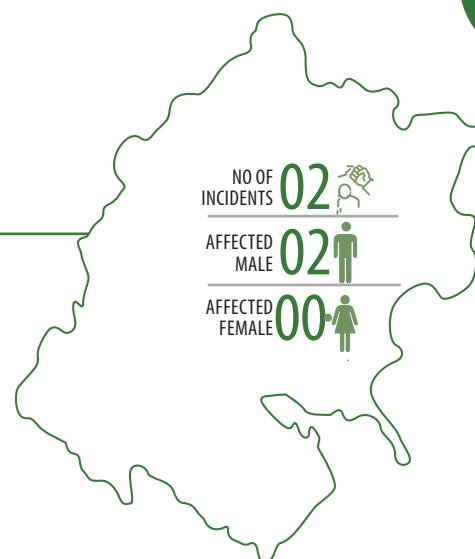 NO OF
INCIDENTS 02
AFFECTED
MALE 02
AFFECTED
FEMALE 00